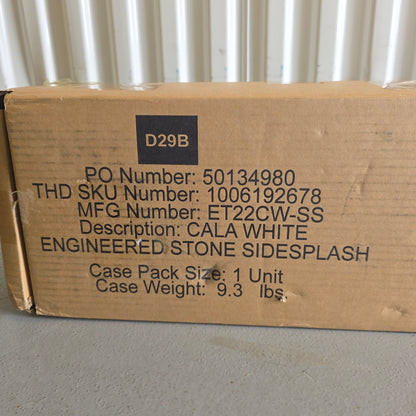 D29B
PO Number: 50134980
THD SKU Number: 1006192678
MFG Number: ET22CW-SS
Description: CALA WHITE
ENGINEERED STONE SIDESPLASH
Case Pack Size: 1 Unit
Case Weight: 9.3 lbs.